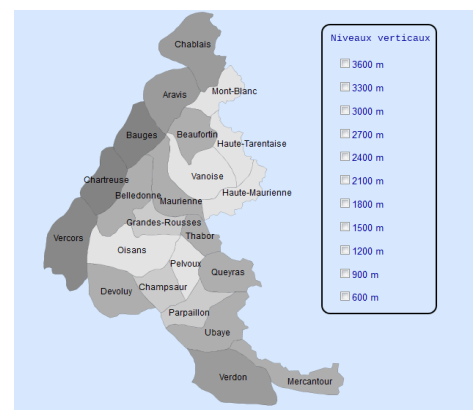 Chablais
Mont-Blanc
Aravis
Bauges
Beaufortin
Haute-Tarentaise
Chartreuse
Vanoise
Belledonne
Haute-Maurienne
Maurienne
Grandes-Rousses
Vercors
Thabor
Oisans
Pelvoux
Queyras
Devoluy
Champsaur
Parpaillon
Ubaye
Verdon
Mercantour
Niveaux verticaux
3600 m
3300 m
3000 m
2700 m
2400 m
2100 m
1800 m
1500 m
1200 m
900 m
600 m